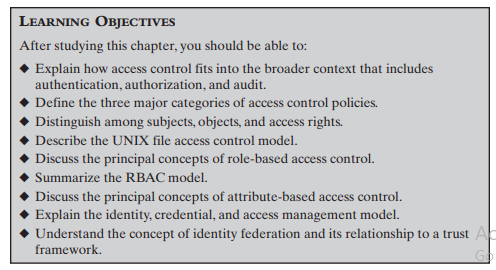 LEARNING OBJECTIVES
After studying this chapter, you should be able to:
◆ Explain how access control fits into the broader context that includes
authentication, authorization, and audit.
◆ Define the three major categories of access control policies.
◆ Distinguish among subjects, objects, and access rights.
◆ Describe the UNIX file access control model.
◆ Discuss the principal concepts of role-based access control.
◆ Summarize the RBAC model.
◆ Discuss the principal concepts of attribute-based access control.
◆ Explain the identity, credential, and access management model.
◆ Understand the concept of identity federation and its relationship to a trust
framework.